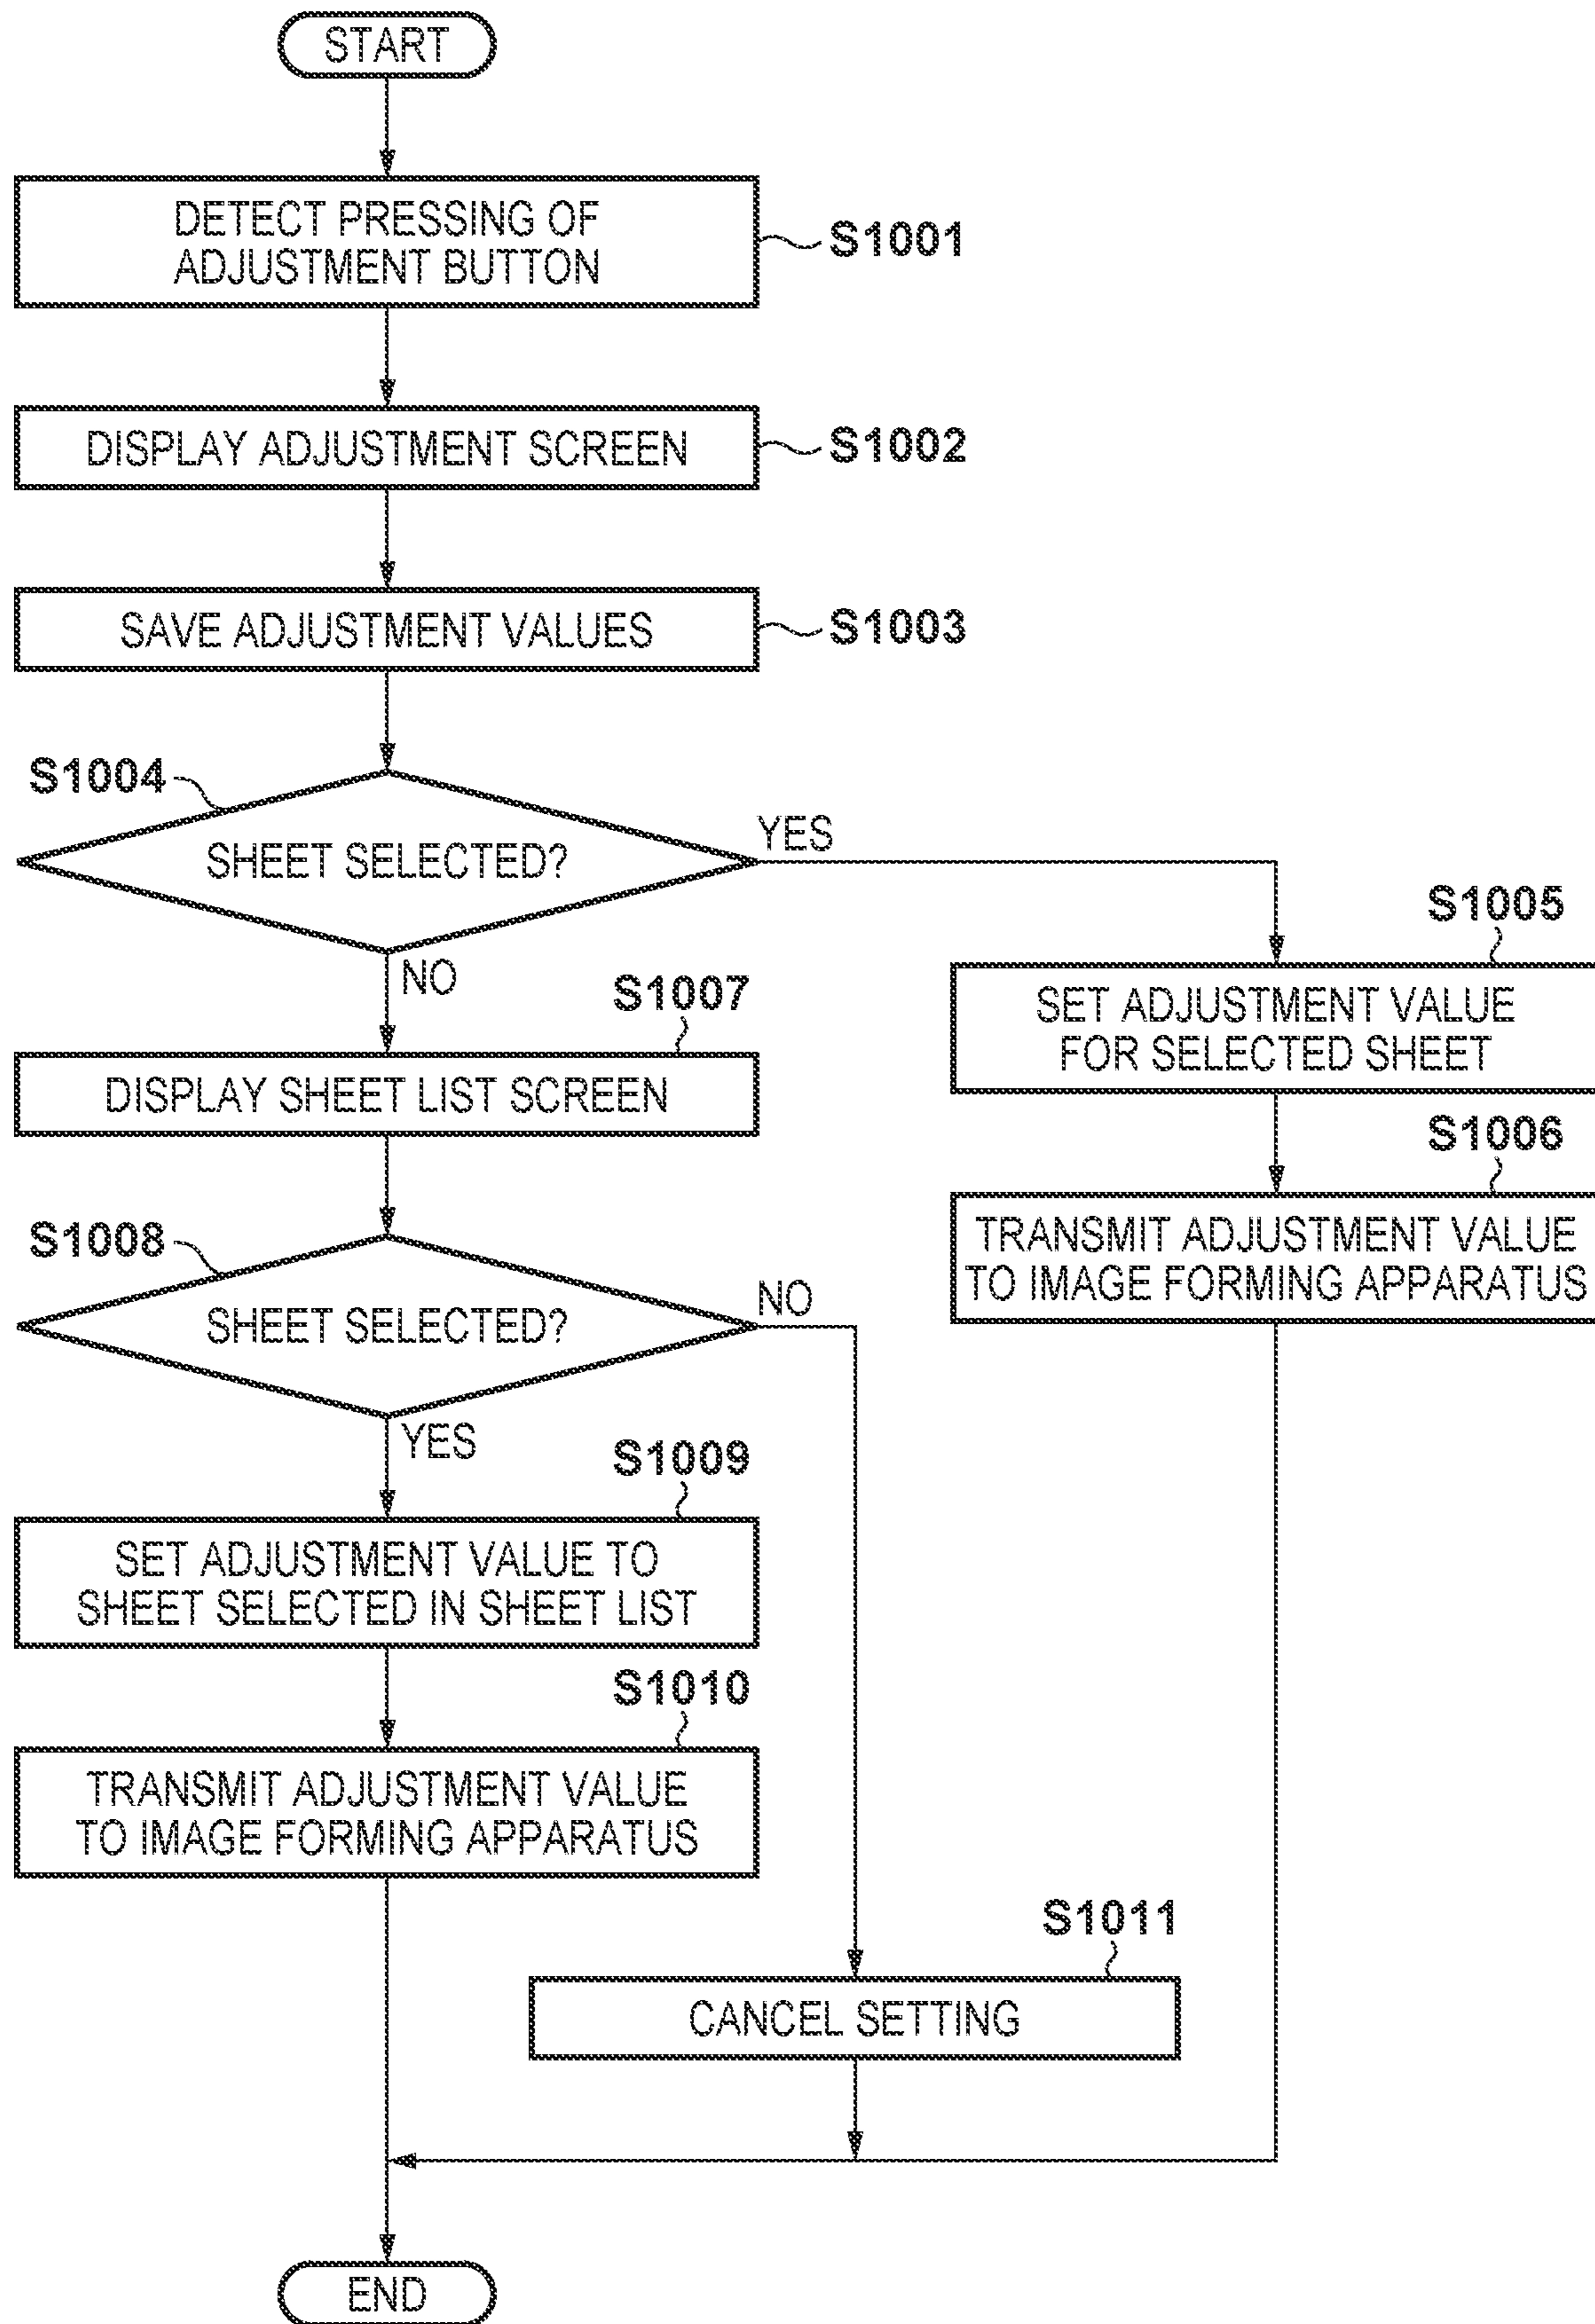 START
DETECT PRESSING OF
ADJUSTMENT BUTTON
S1001
DISPLAY ADJUSTMENT SCREEN
S1002
SAVE ADJUSTMENT VALUES
S1003
S1004
SHEET SELECTED?
YES
NO
S1005
SET ADJUSTMENT VALUE
FOR SELECTED SHEET
S1006
TRANSMIT ADJUSTMENT VALUE
TO IMAGE FORMING APPARATUS
S1007
DISPLAY SHEET LIST SCREEN
S1008
SHEET SELECTED?
NO
YES
S1009
SET ADJUSTMENT VALUE TO
SHEET SELECTED IN SHEET LIST
S1010
TRANSMIT ADJUSTMENT VALUE
TO IMAGE FORMING APPARATUS
S1011
CANCEL SETTING
END